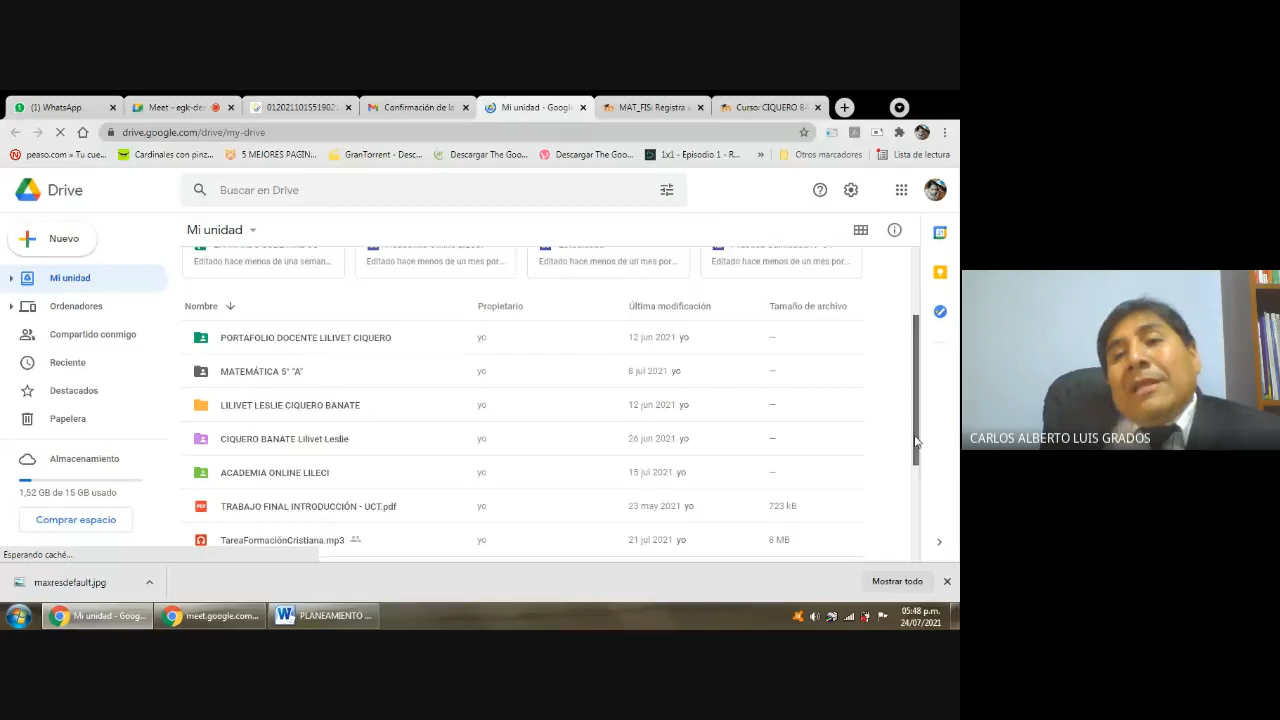 (1) WhatsApp
Meet - egk-de
012021101551902
Confirmación de la
Mi unidad - Goog
MAT_FIS: Registra
Curso: CIQUERO BA
drive.google.com/drive/my-drive
peaso.com » Tu cue...
Cardinales con pinz...
5 MEJORES PAGIN...
GranTorrent - Desc...
Descargar The Goo...
Descargar The Goo...
1x1 - Episodio 1 - R...
»
Otros marcadores
Lista de lectura
Drive
Buscar en Drive
Nuevo
Mi unidad
Editado hace menos de una seman...
Editado hace menos de un mes por...
Editado hace menos de un mes por...
Editado hace menos de un mes por...
Mi unidad
Ordenadores
Compartido conmigo
Reciente
Destacados
Papelera
Almacenamiento
1,52 GB de 15 GB usado
Comprar espacio
Nombre
Propietario
Última modificación
Tamaño de archivo
PORTAFOLIO DOCENTE LILIVET CIQUERO yo 12 jun 2021 yo —
MATEMÁTICA 5° "A" yo 8 jul 2021 yo —
LILIVET LESLIE CIQUERO BANATE yo 12 jun 2021 yo —
CIQUERO BANATE Lilivet Leslie yo 26 jun 2021 yo —
ACADEMIA ONLINE LILECI yo 15 jul 2021 yo —
TRABAJO FINAL INTRODUCCIÓN - UCT.pdf yo 23 may 2021 yo 723 kB
TareaFormaciónCristiana.mp3 yo 21 jul 2021 yo 8 MB
Esperando caché...
maxresdefault.jpg
Mostrar todo
Mi unidad - Goog...
meet.google.com...
PLANEAMIENTO ...
05:48 p.m.
24/07/2021
CARLOS ALBERTO LUIS GRADOS